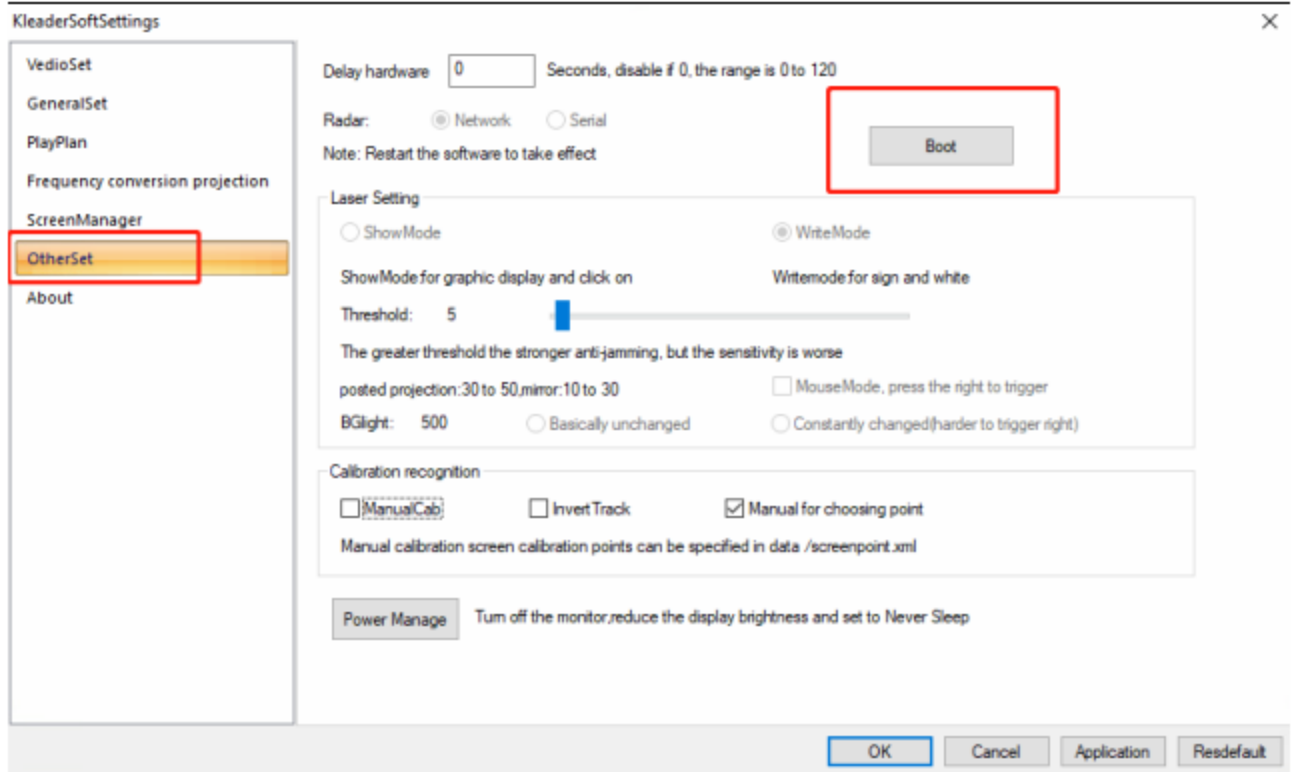 KleaderSoftSettings
VedioSet
GeneralSet
PlayPlan
Frequency conversion projection
ScreenManager
OtherSet
About
Delay hardware 0 Seconds, disable if 0, the range is 0 to 120
Radar: Network Serial
Note: Restart the software to take effect
Boot
Laser Setting
ShowMode WriteMode
ShowMode:for graphic display and click on Writemode:for sign and white
Threshold: 5
The greater threshold the stronger anti-jamming, but the sensitivity is worse
posted projection:30 to 50,mirror:10 to 30 MouseMode, press the right to trigger
BGlight: 500 Basically unchanged Constantly changed(harder to trigger right)
Calibration recognition
ManualCab InvertTrack Manual for choosing point
Manual calibration screen calibration points can be specified in data /screenpoint.xml
Power Manage Turn off the monitor,reduce the display brightness and set to Never Sleep
OK Cancel Application Resdefault